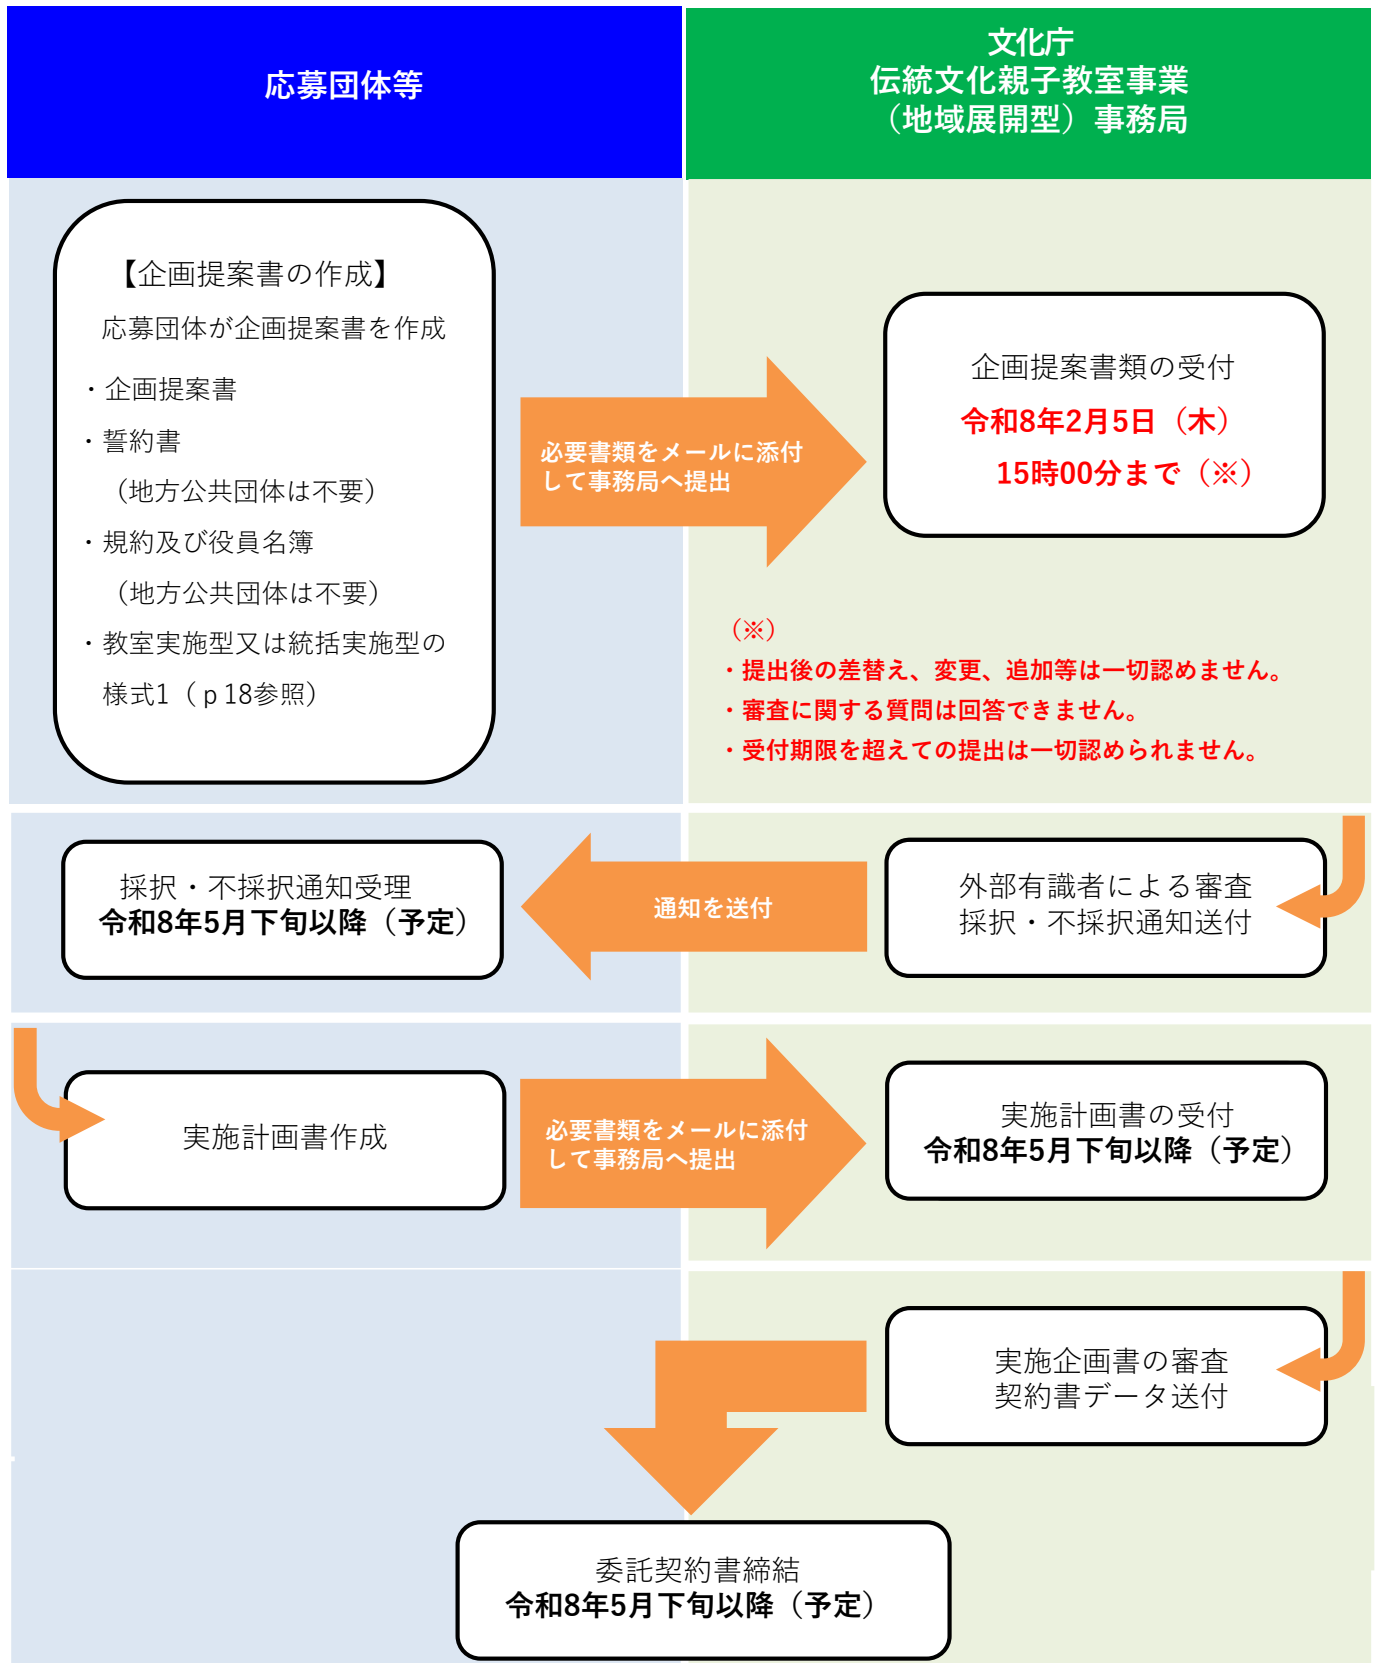 応募団体等
文化庁
伝統文化親子教室事業
（地域展開型）事務局
【企画提案書の作成】
応募団体が企画提案書を作成
・企画提案書
・誓約書
（地方公共団体は不要）
・規約及び役員名簿
（地方公共団体は不要）
・教室実施型又は統括実施型の
様式1（ｐ18参照）
必要書類をメールに添付
して事務局へ提出
企画提案書類の受付
令和8年2月5日（木）
15時00分まで（※）
（※）
・提出後の差替え、変更、追加等は一切認めません。
・審査に関する質問は回答できません。
・受付期限を超えての提出は一切認められません。
外部有識者による審査
採択・不採択通知送付
通知を送付
採択・不採択通知受理
令和8年5月下旬以降（予定）
実施計画書作成
必要書類をメールに添付
して事務局へ提出
実施計画書の受付
令和8年5月下旬以降（予定）
実施企画書の審査
契約書データ送付
委託契約書締結
令和8年5月下旬以降（予定）